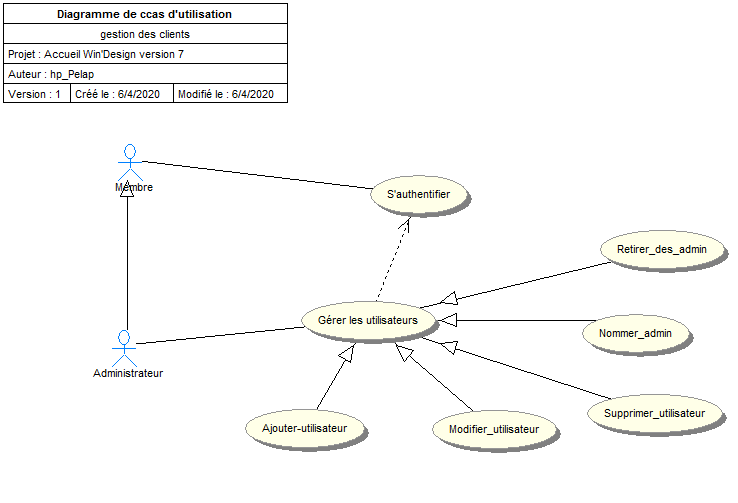 Diagramme de ccas d'utilisation
gestion des clients
Projet : Accueil Win'Design version 7
Auteur : hp_Pelap
Version : 1 Créé le : 6/4/2020 Modifié le : 6/4/2020
Membre
S'authentifier
Retirer_des_admin
Gérer les utilisateurs
Nommer_admin
Administrateur
Supprimer_utilisateur
Ajouter-utilisateur
Modifier_utilisateur